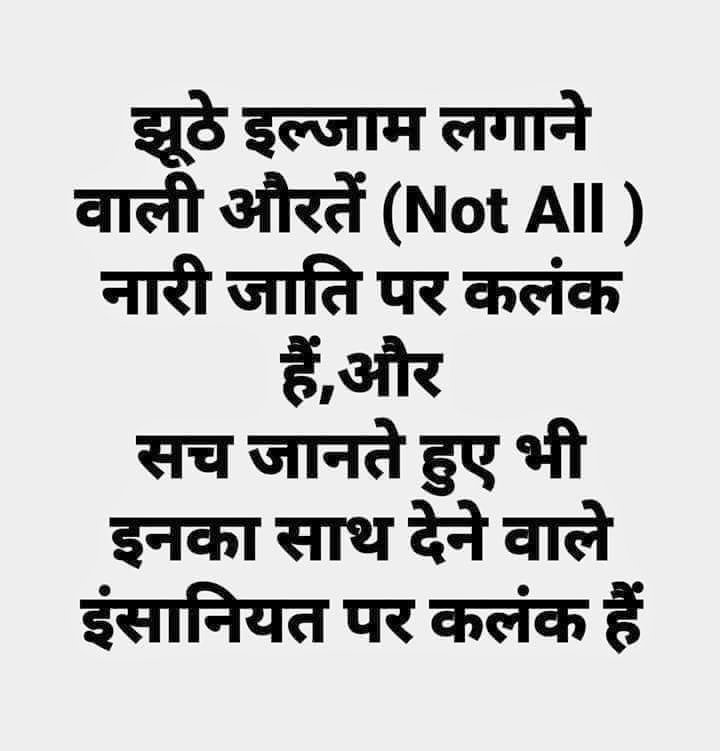 झूठे इल्जाम लगाने
वाली औरतें (Not All )
नारी जाति पर कलंक
हैं,और
सच जानते हुए भी
इनका साथ देने वाले
इंसानियत पर कलंक हैं